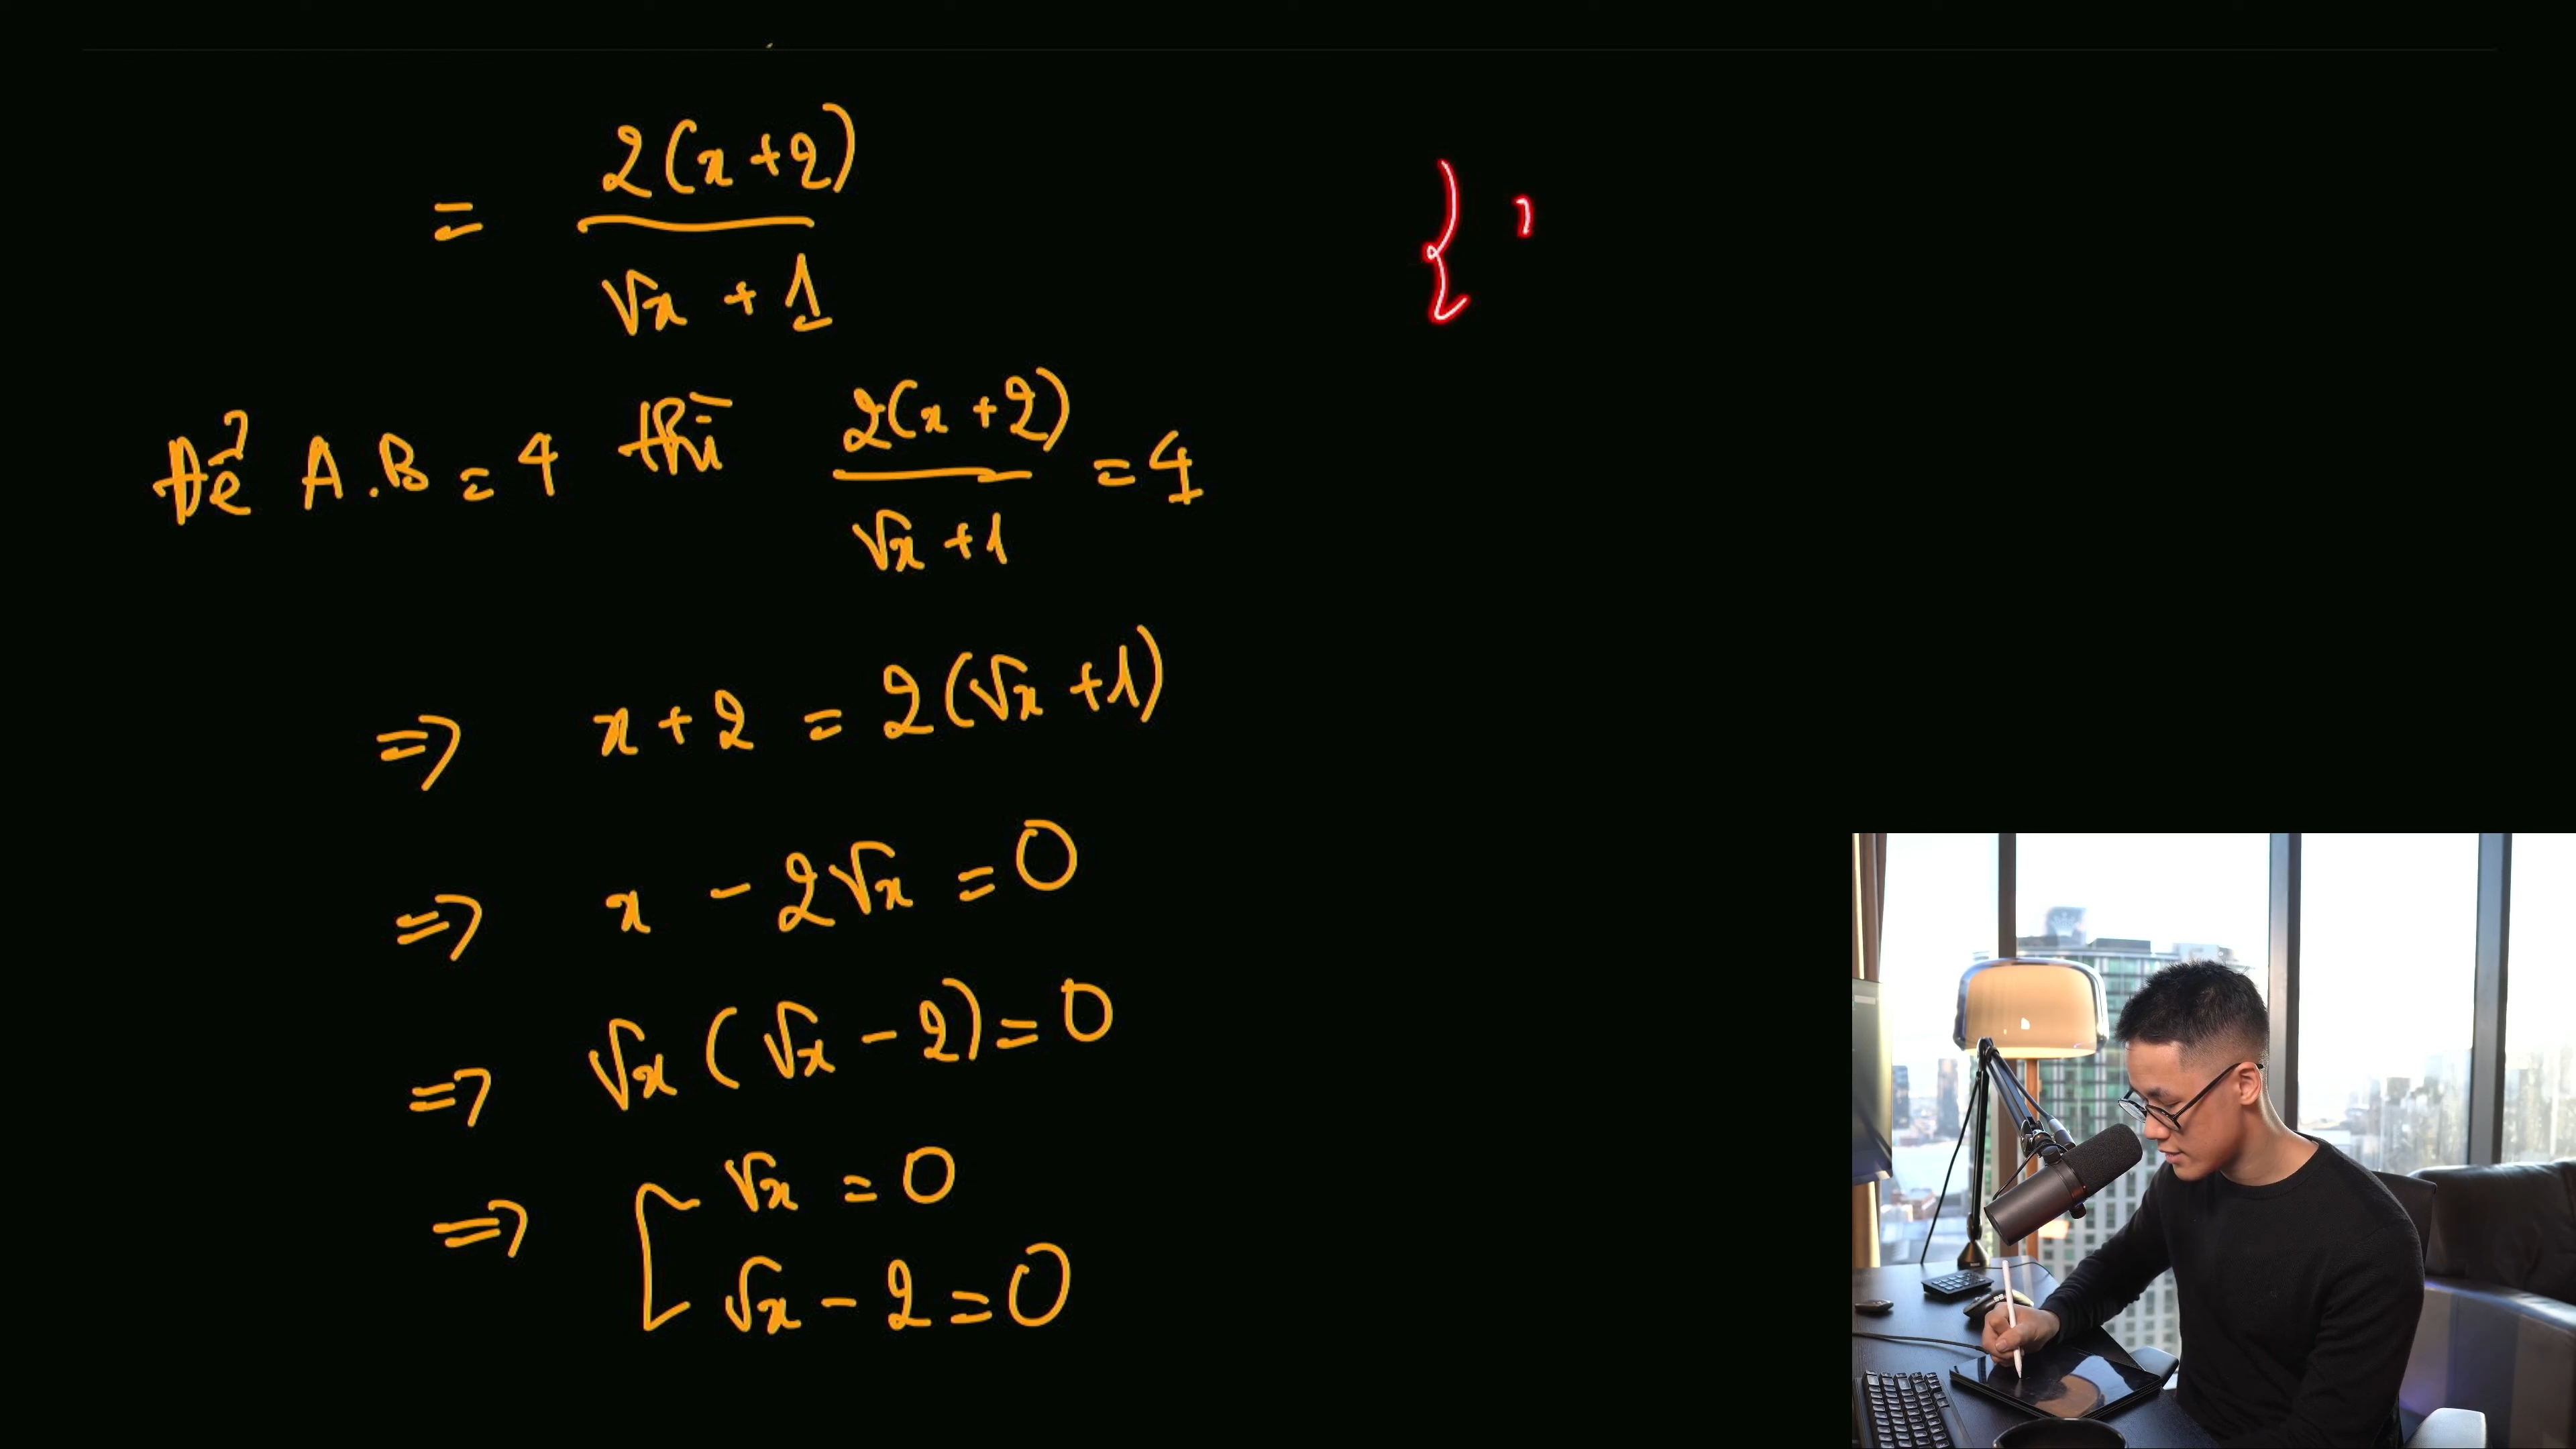 = 2(x+2) / √x + 1
Để A.B = 4 thì 2(x+2) / √x + 1 = 4
=> x + 2 = 2(√x + 1)
=> x - 2√x = 0
=> √x (√x - 2) = 0
=> [ √x = 0
√x - 2 = 0
}